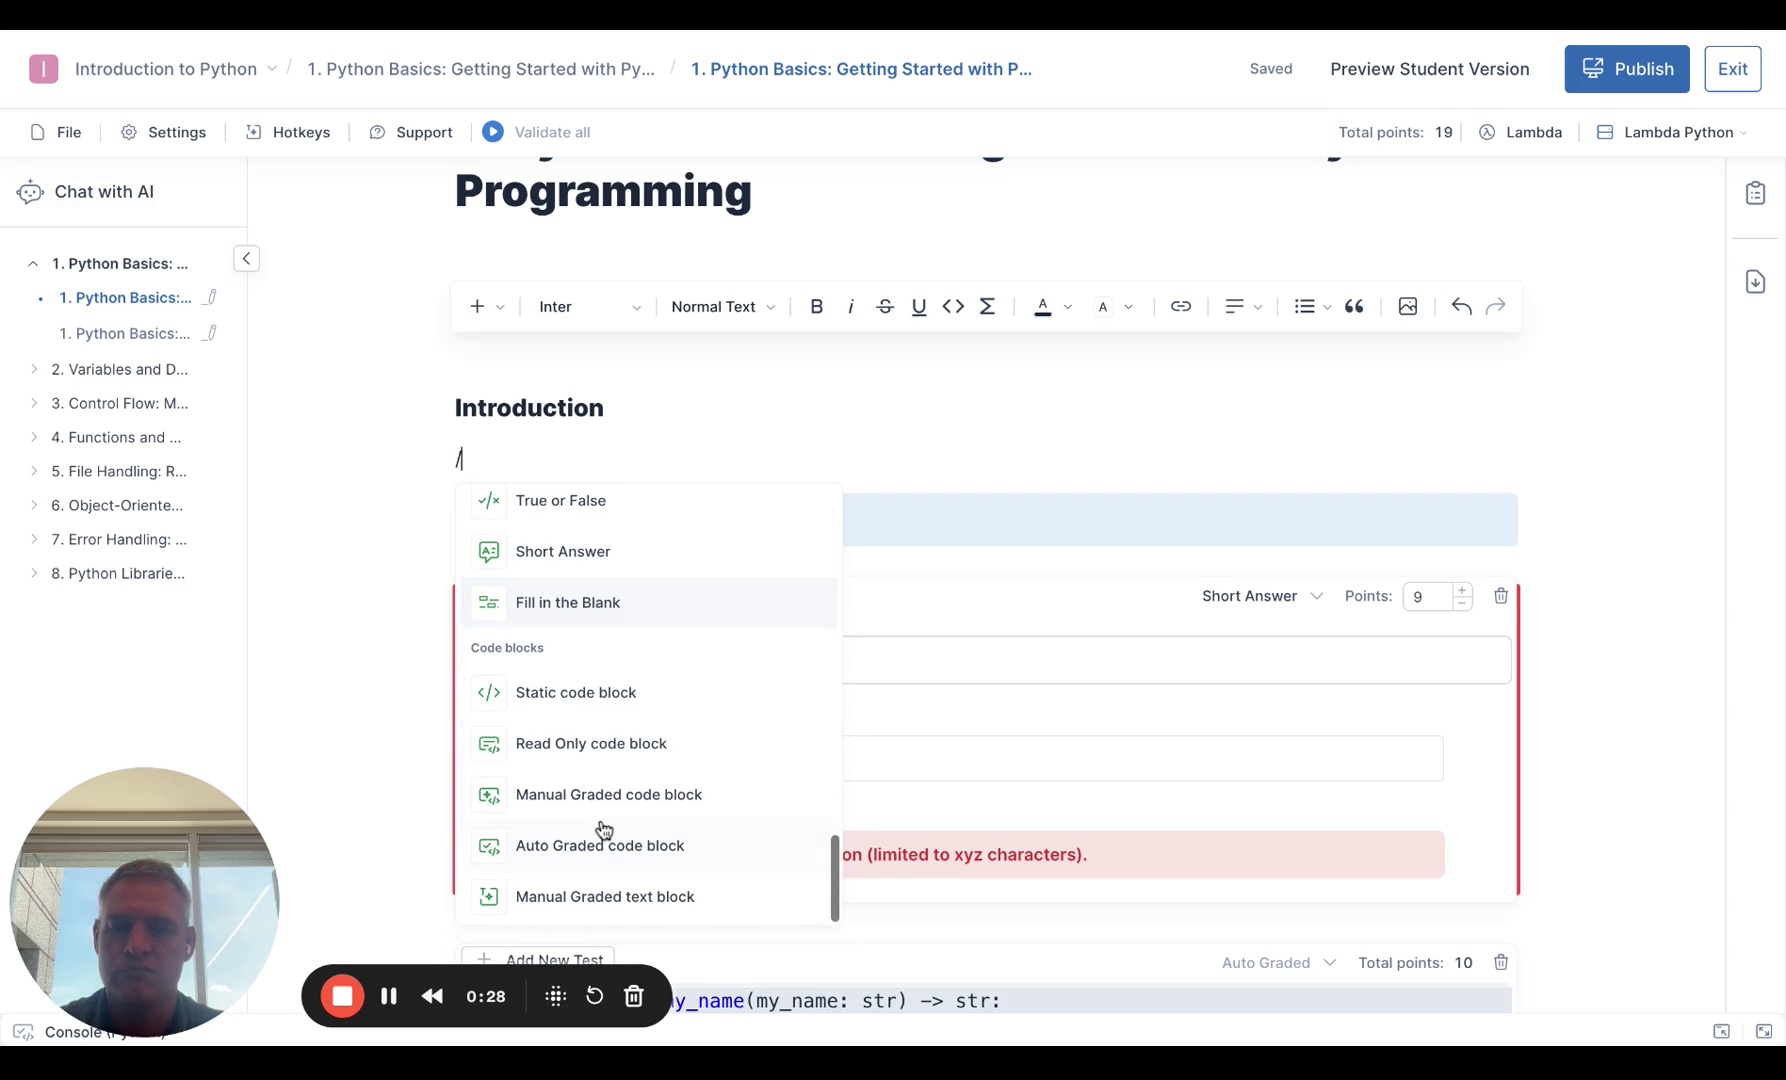 I Introduction to Python / 1. Python Basics: Getting Started with Py... / 1. Python Basics: Getting Started with P... Saved Preview Student Version Publish Exit
File Settings Hotkeys Support Validate all Total points: 19 Lambda Lambda Python
Chat with AI
1. Python Basics: ...
1. Python Basics:...
1. Python Basics:...
2. Variables and D...
3. Control Flow: M...
4. Functions and ...
5. File Handling: R...
6. Object-Oriente...
7. Error Handling: ...
8. Python Librarie...
Programming
Inter Normal Text B i S U <> Σ A A
Introduction
/
True or False
Short Answer
Fill in the Blank
Code blocks
Static code block
Read Only code block
Manual Graded code block
Auto Graded code block
Manual Graded text block
Short Answer Points: 9
on (limited to xyz characters).
Add New Test Auto Graded Total points: 10
my_name(my_name: str) -> str:
0:28
Console